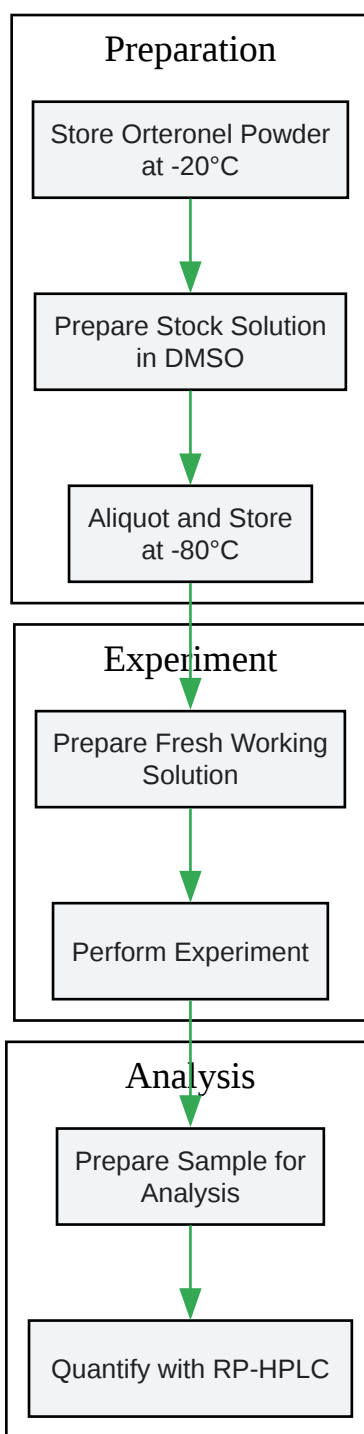 Preparation
Store Orteronel Powder
at -20°C
Prepare Stock Solution
in DMSO
Aliquot and Store
at -80°C
Experiment
Prepare Fresh Working
Solution
Perform Experiment
Analysis
Prepare Sample for
Analysis
Quantify with RP-HPLC